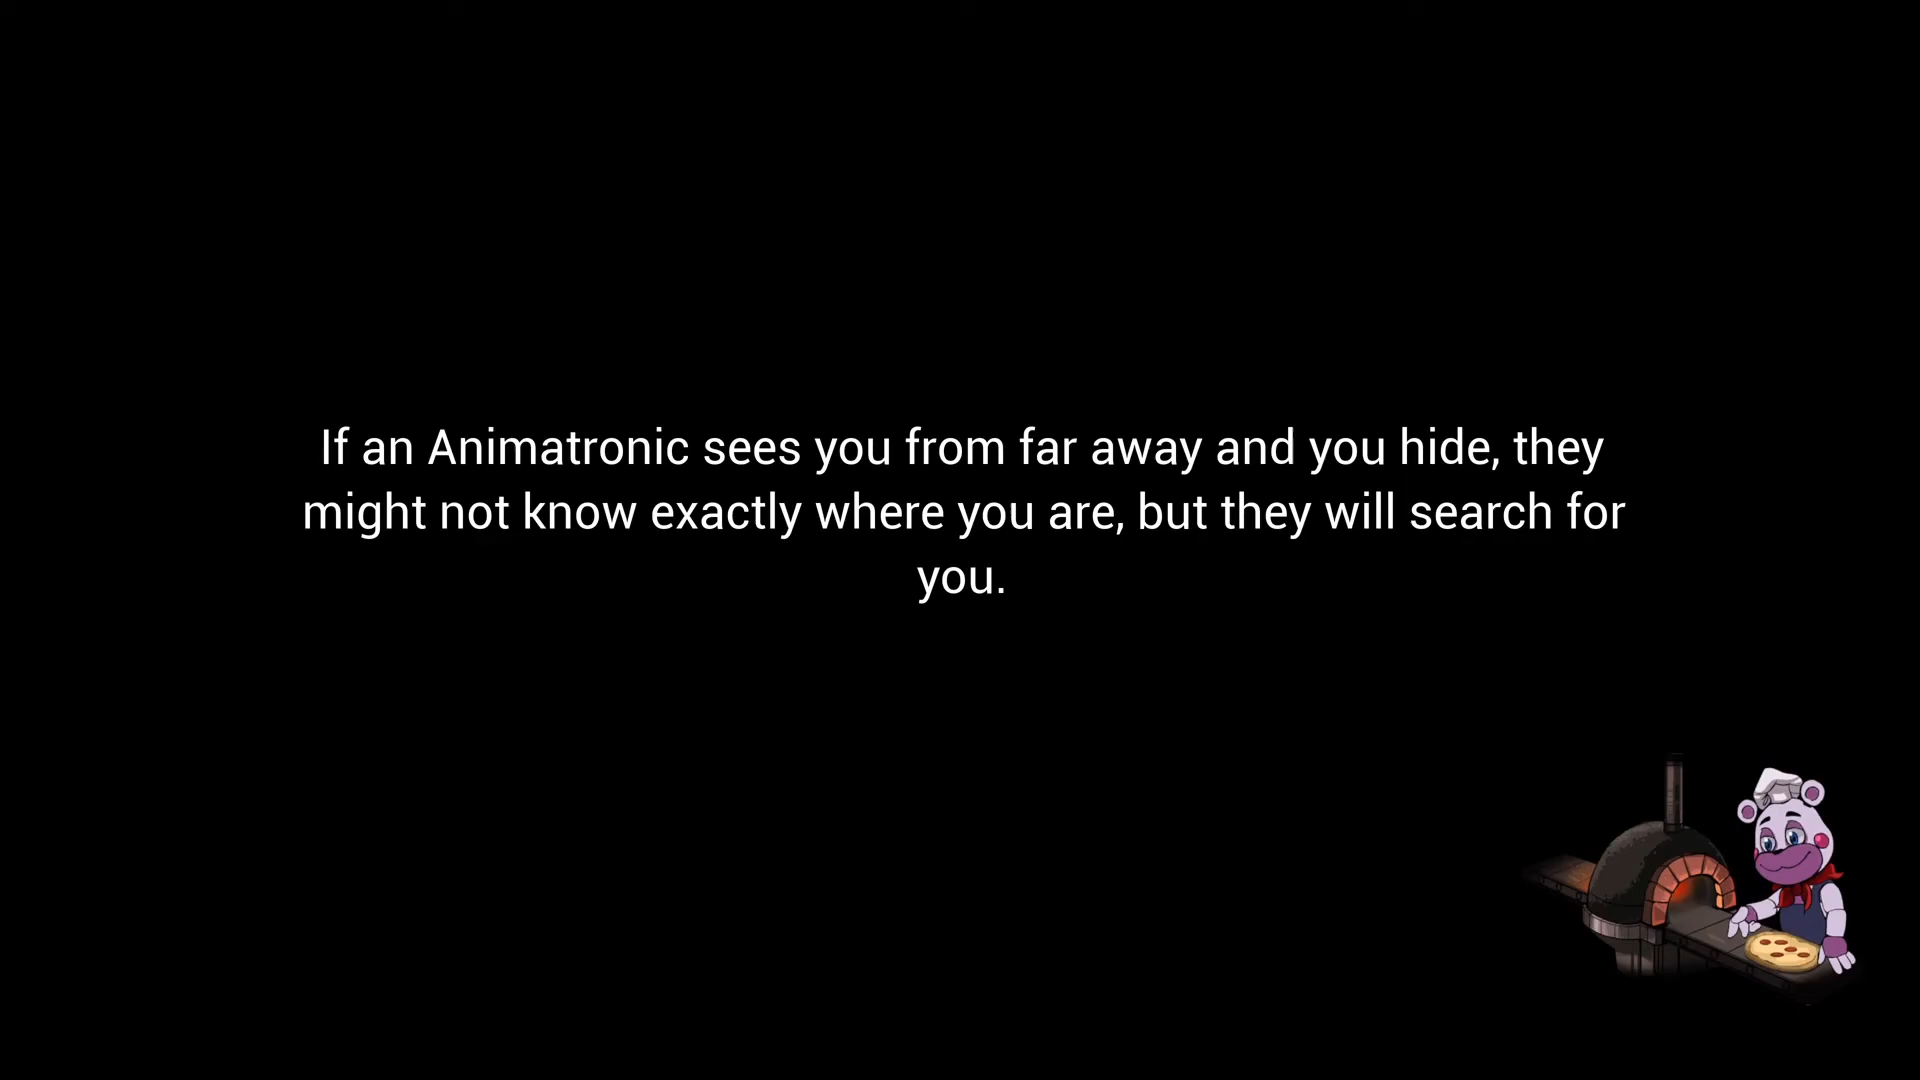 If an Animatronic sees you from far away and you hide, they
might not know exactly where you are, but they will search for
you.